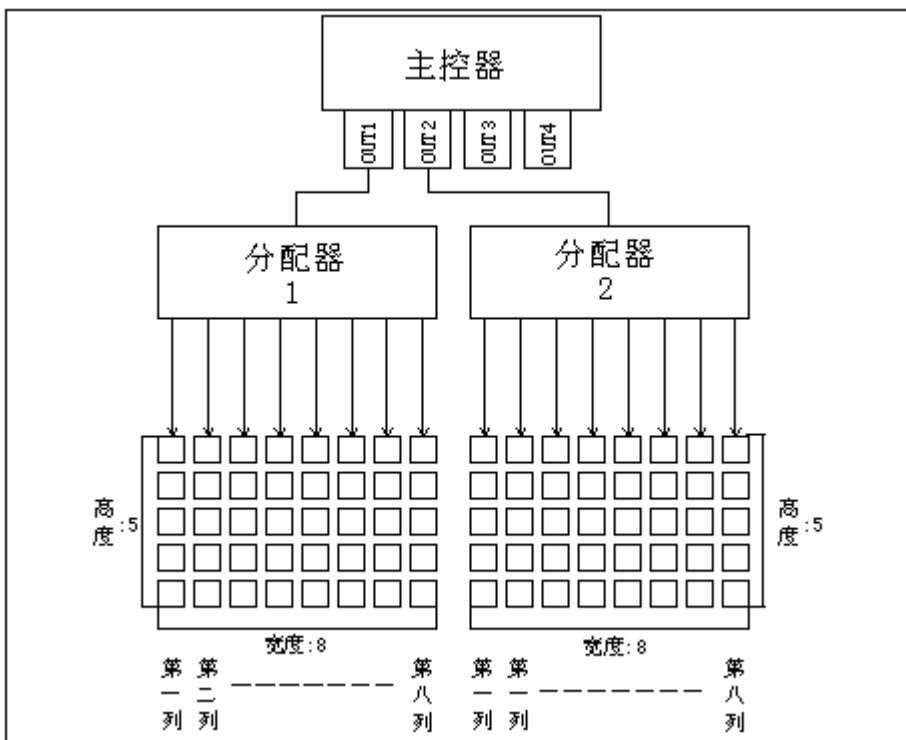 主控器
OUT1 OUT2 OUT3 OUT4
分配器
1
分配器
2
高度:5
高度:5
宽度:8
宽度:8
第一列 第二列 第八列 第一列 第一列 第八列